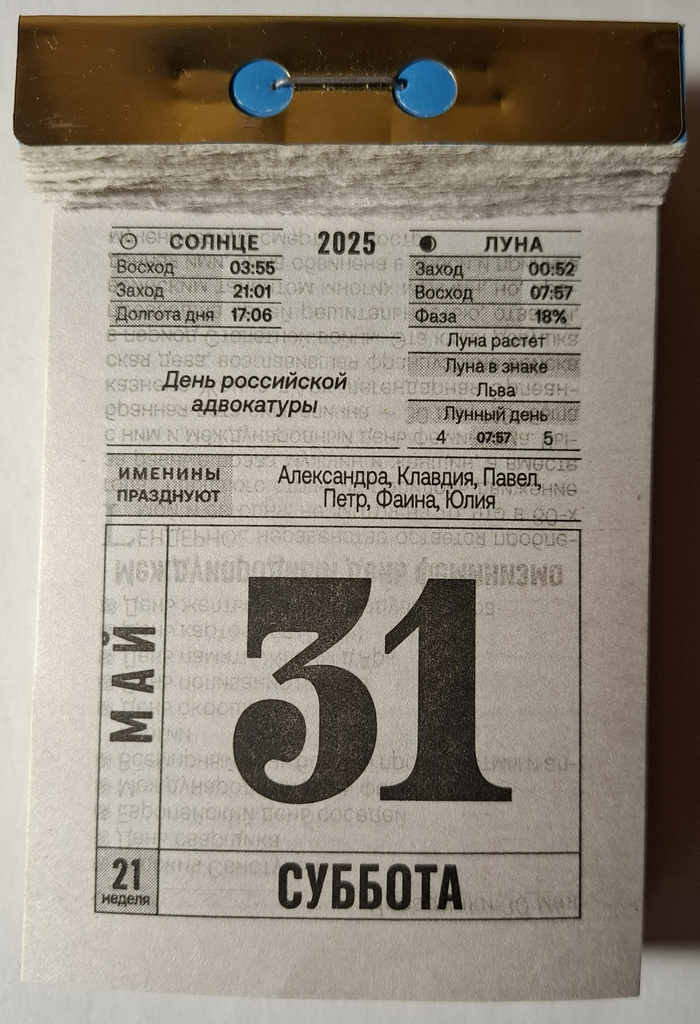 СОЛНЦЕ
Восход 03:55
Заход 21:01
Долгота дня 17:06
2025
ЛУНА
Заход 00:52
Восход 07:57
Фаза 18%
Луна растет
Луна в знаке
Льва
Лунный день
4 07:57 5
День российской
адвокатуры
ИМЕНИНЫ
ПРАЗДНУЮТ
Александра, Клавдия, Павел,
Петр, Фаина, Юлия
МАЙ
31
21
неделя
СУББОТА